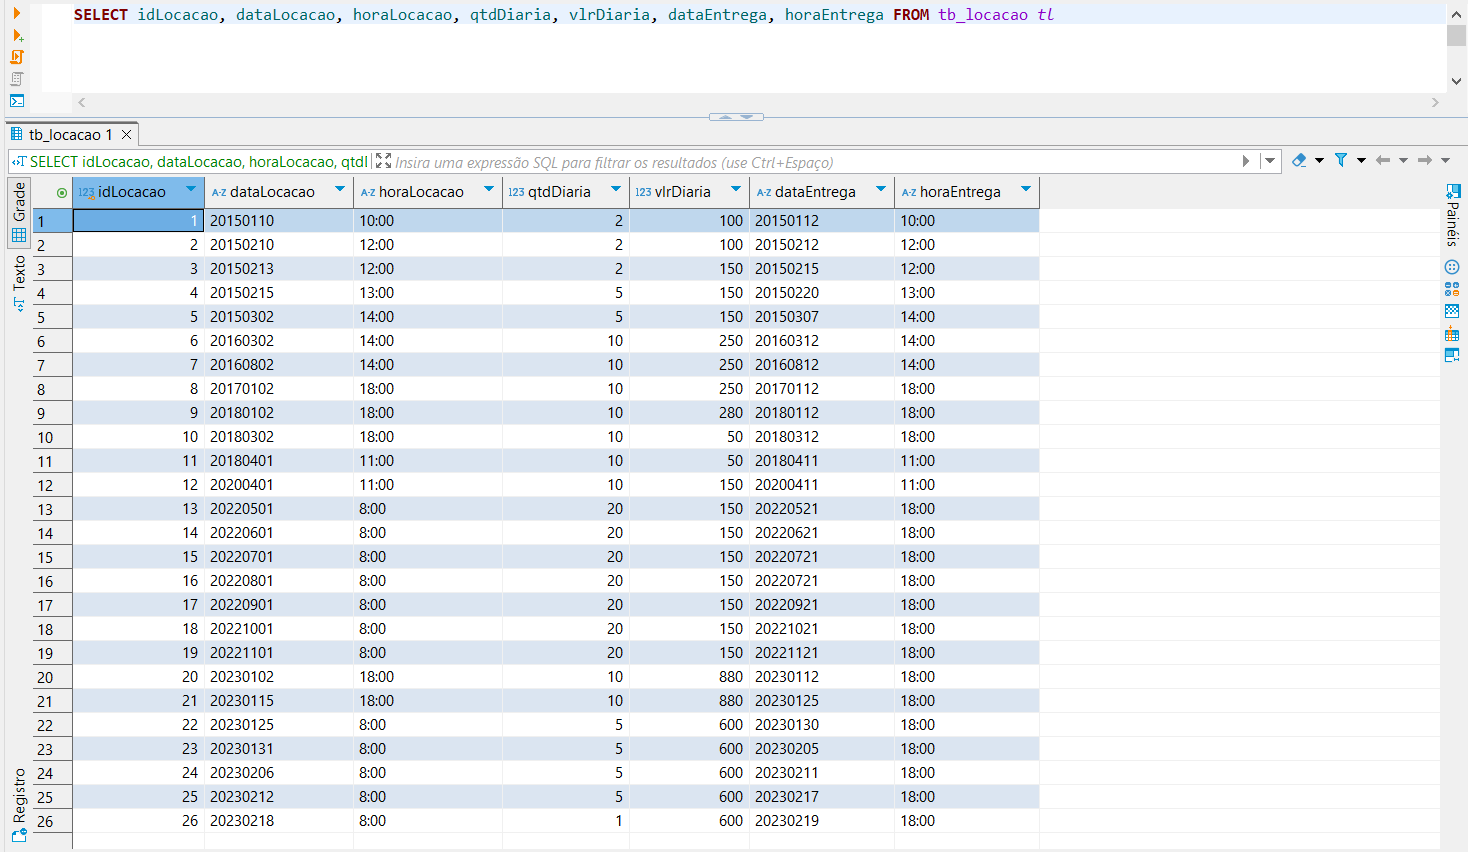 SELECT idLocacao, dataLocacao, horaLocacao, qtdDiaria, vlrDiaria, dataEntrega, horaEntrega FROM tb_locacao tl
tb_locacao 1
SELECT idLocacao, dataLocacao, horaLocacao, qtdI Insira uma expressão SQL para filtrar os resultados (use Ctrl+Espaço)
Grade
Texto
Registro
Painéis
123 idLocacao A-Z dataLocacao A-Z horaLocacao 123 qtdDiaria 123 vlrDiaria A-Z dataEntrega A-Z horaEntrega
1 1 20150110 10:00 2 100 20150112 10:00
2 2 20150210 12:00 2 100 20150212 12:00
3 3 20150213 12:00 2 150 20150215 12:00
4 4 20150215 13:00 5 150 20150220 13:00
5 5 20150302 14:00 5 150 20150307 14:00
6 6 20160302 14:00 10 250 20160312 14:00
7 7 20160802 14:00 10 250 20160812 14:00
8 8 20170102 18:00 10 250 20170112 18:00
9 9 20180102 18:00 10 280 20180112 18:00
10 10 20180302 18:00 10 50 20180312 18:00
11 11 20180401 11:00 10 50 20180411 11:00
12 12 20200401 11:00 10 150 20200411 11:00
13 13 20220501 8:00 20 150 20220521 18:00
14 14 20220601 8:00 20 150 20220621 18:00
15 15 20220701 8:00 20 150 20220721 18:00
16 16 20220801 8:00 20 150 20220721 18:00
17 17 20220901 8:00 20 150 20220921 18:00
18 18 20221001 8:00 20 150 20221021 18:00
19 19 20221101 8:00 20 150 20221121 18:00
20 20 20230102 18:00 10 880 20230112 18:00
21 21 20230115 18:00 10 880 20230125 18:00
22 22 20230125 8:00 5 600 20230130 18:00
23 23 20230131 8:00 5 600 20230205 18:00
24 24 20230206 8:00 5 600 20230211 18:00
25 25 20230212 8:00 5 600 20230217 18:00
26 26 20230218 8:00 1 600 20230219 18:00